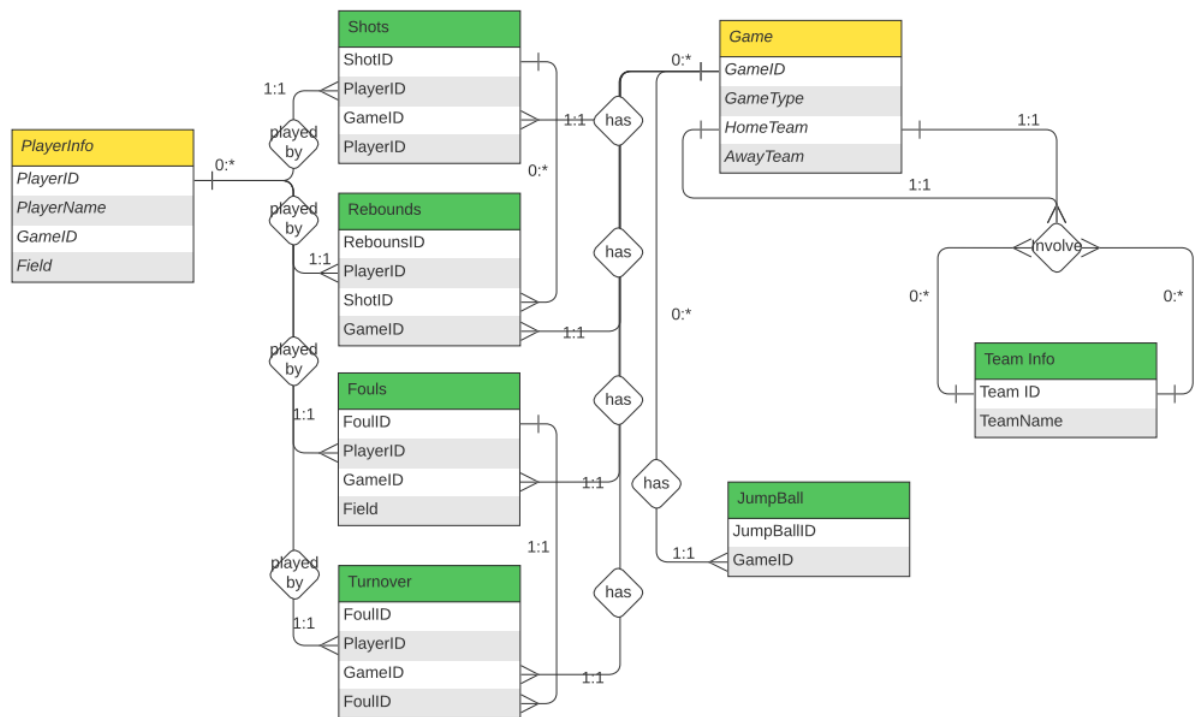 PlayerInfo
PlayerID
PlayerName
GameID
Field
0:*
1:1
played
by
played
by
1:1
played
by
1:1
played
by
1:1
Shots
ShotID
PlayerID
GameID
PlayerID
1:1
0:*
Rebounds
RebounsID
PlayerID
ShotID
GameID
1:1
Fouls
FoulID
PlayerID
GameID
Field
1:1
1:1
Turnover
FoulID
PlayerID
GameID
FoulID
1:1
has
has
has
has
0:*
Game
GameID
GameType
HomeTeam
AwayTeam
1:1
1:1
Involve
0:*
0:*
0:*
Team Info
Team ID
TeamName
has
1:1
JumpBall
JumpBallID
GameID